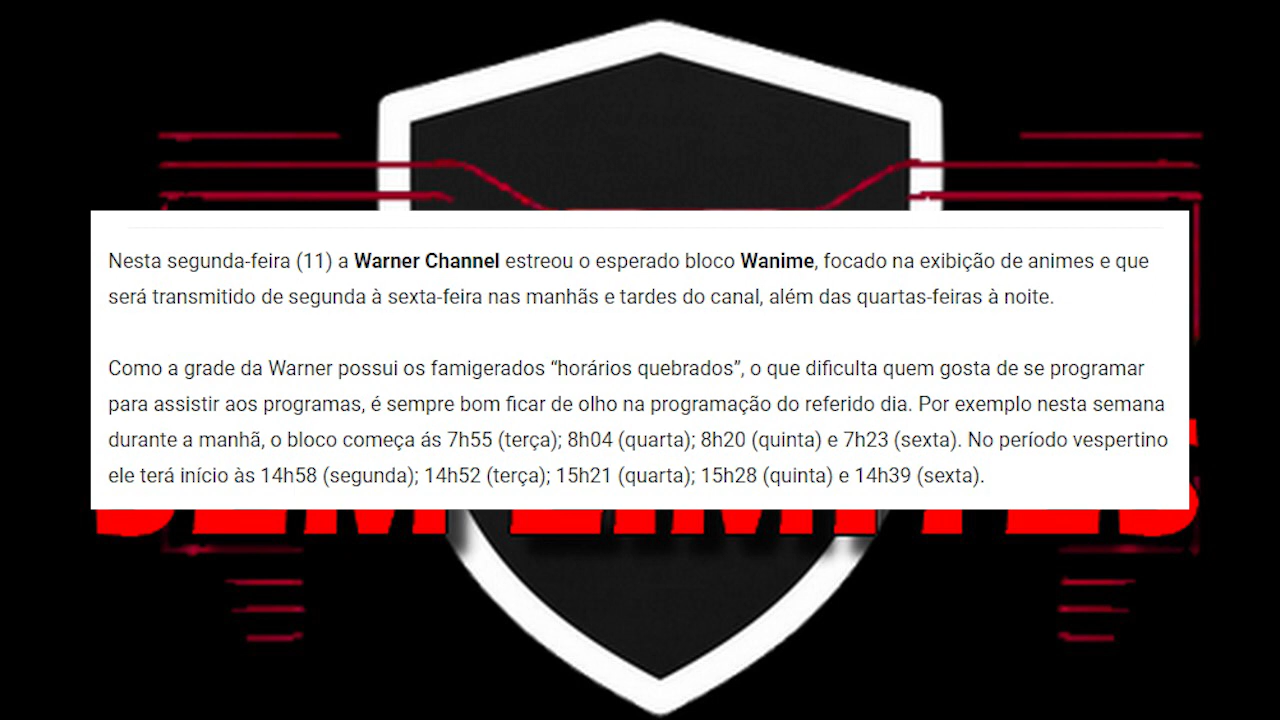 Nesta segunda-feira (11) a Warner Channel estreou o esperado bloco Wanime, focado na exibição de animes e que
será transmitido de segunda à sexta-feira nas manhãs e tardes do canal, além das quartas-feiras à noite.
Como a grade da Warner possui os famigerados “horários quebrados”, o que dificulta quem gosta de se programar
para assistir aos programas, é sempre bom ficar de olho na programação do referido dia. Por exemplo nesta semana
durante a manhã, o bloco começa ás 7h55 (terça); 8h04 (quarta); 8h20 (quinta) e 7h23 (sexta). No período vespertino
ele terá início às 14h58 (segunda); 14h52 (terça); 15h21 (quarta); 15h28 (quinta) e 14h39 (sexta).
SEM LIMITES